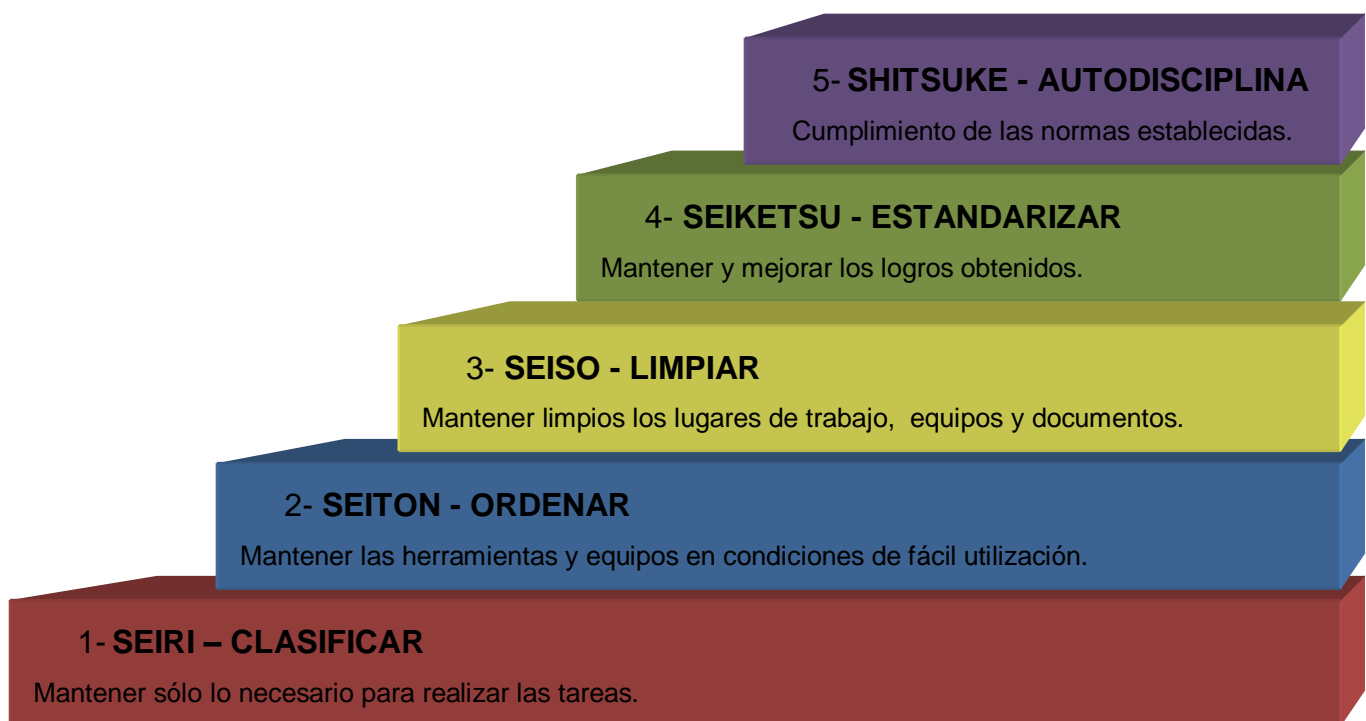 5- SHITSUKE - AUTODISCIPLINA
Cumplimiento de las normas establecidas.
4- SEIKETSU - ESTANDARIZAR
Mantener y mejorar los logros obtenidos.
3- SEISO - LIMPIAR
Mantener limpios los lugares de trabajo,  equipos y documentos.
2- SEITON - ORDENAR
Mantener las herramientas y equipos en condiciones de fácil utilización.
1- SEIRI – CLASIFICAR
Mantener sólo lo necesario para realizar las tareas.